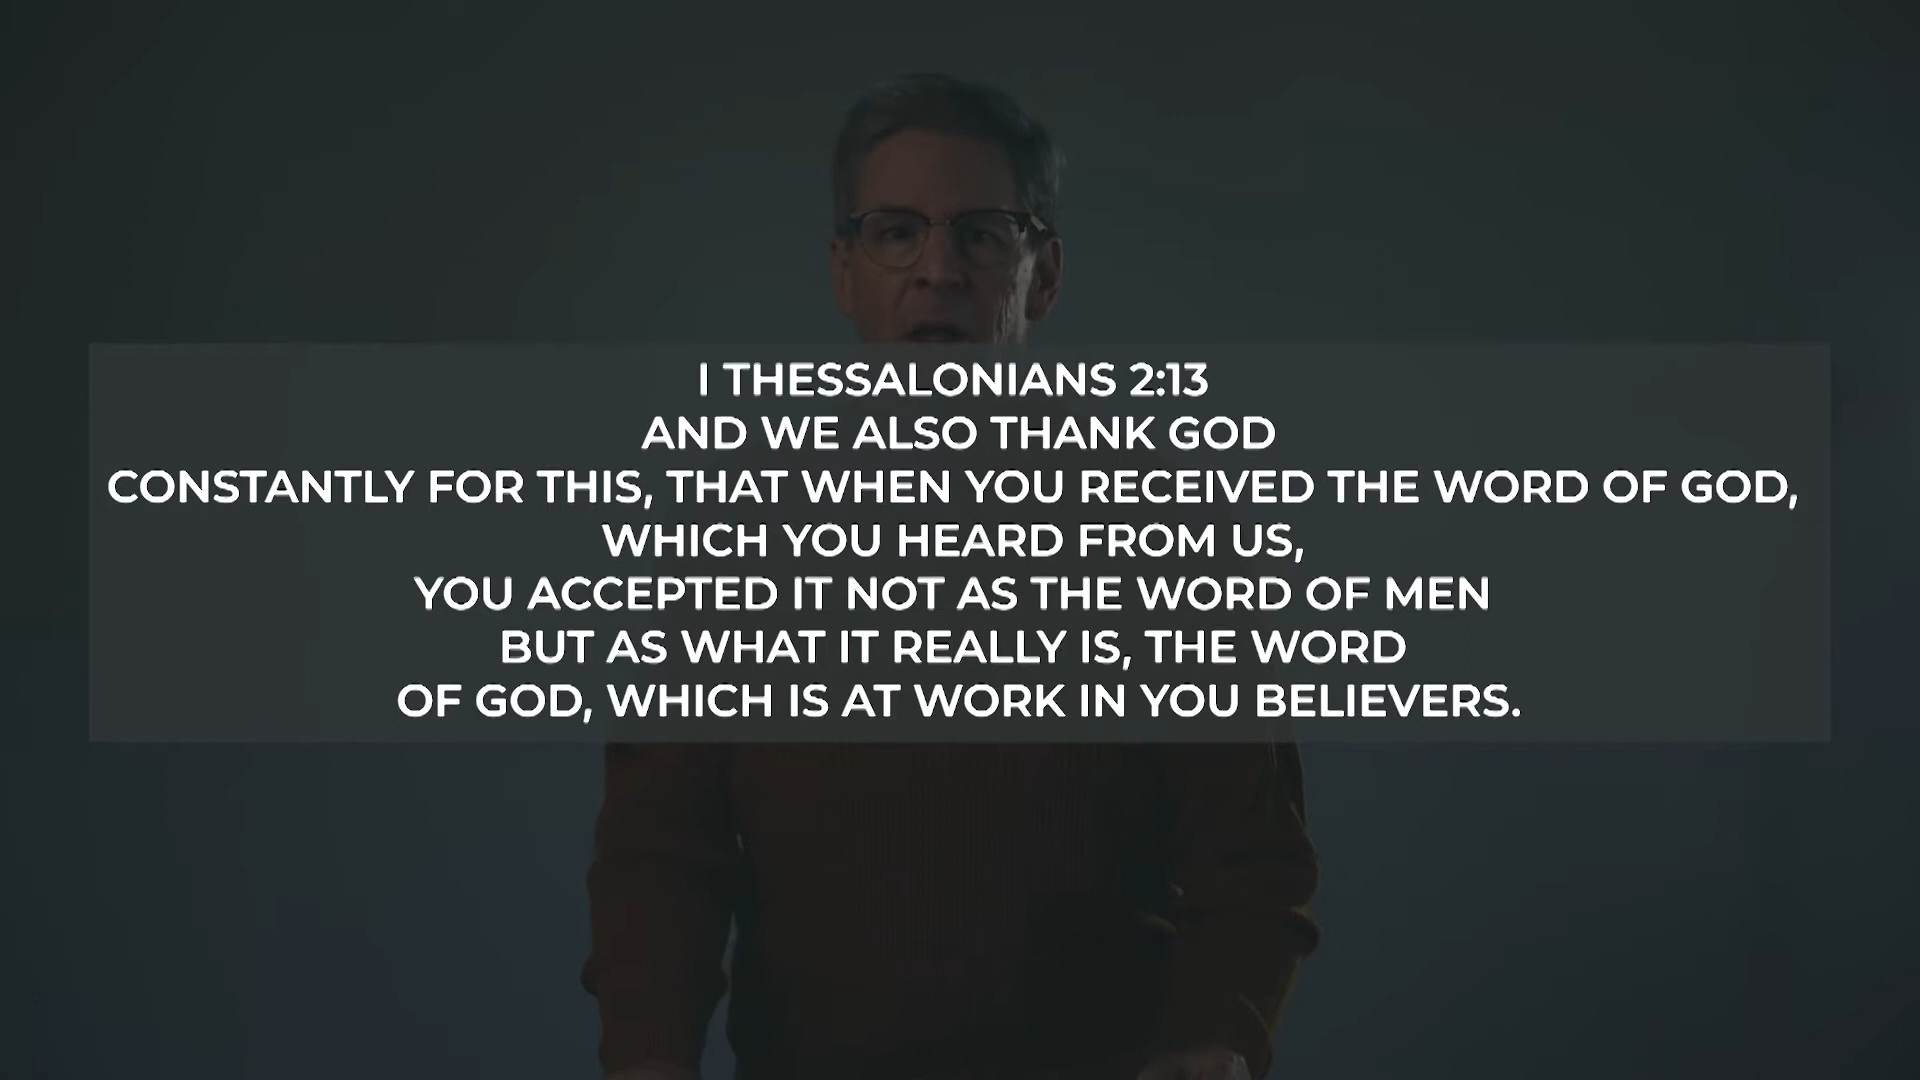 I THESSALONIANS 2:13
AND WE ALSO THANK GOD
CONSTANTLY FOR THIS, THAT WHEN YOU RECEIVED THE WORD OF GOD,
WHICH YOU HEARD FROM US,
YOU ACCEPTED IT NOT AS THE WORD OF MEN
BUT AS WHAT IT REALLY IS, THE WORD
OF GOD, WHICH IS AT WORK IN YOU BELIEVERS.